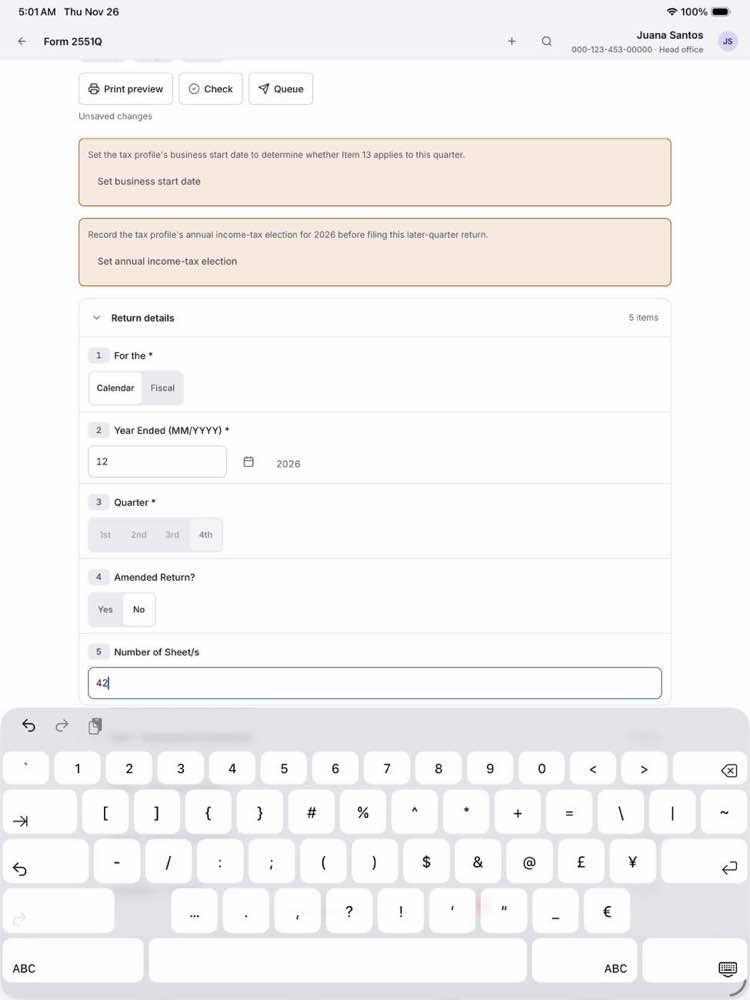 5:01 AM Thu Nov 26
100%
Form 2551Q
Juana Santos
000-123-453-00000 · Head office
JS
Print preview
Check
Queue
Unsaved changes
Set the tax profile's business start date to determine whether Item 13 applies to this quarter.
Set business start date
Record the tax profile's annual income-tax election for 2026 before filing this later-quarter return.
Set annual income-tax election
Return details
5 items
1 For the *
Calendar Fiscal
2 Year Ended (MM/YYYY) *
12 2026
3 Quarter *
1st 2nd 3rd 4th
4 Amended Return?
Yes No
5 Number of Sheet/s
42
` 1 2 3 4 5 6 7 8 9 0 < >
[ ] { } # % ^ * + = \ | ~
- / : ; ( ) $ & @ £ ¥
… . , ? ! ' " _ €
ABC ABC